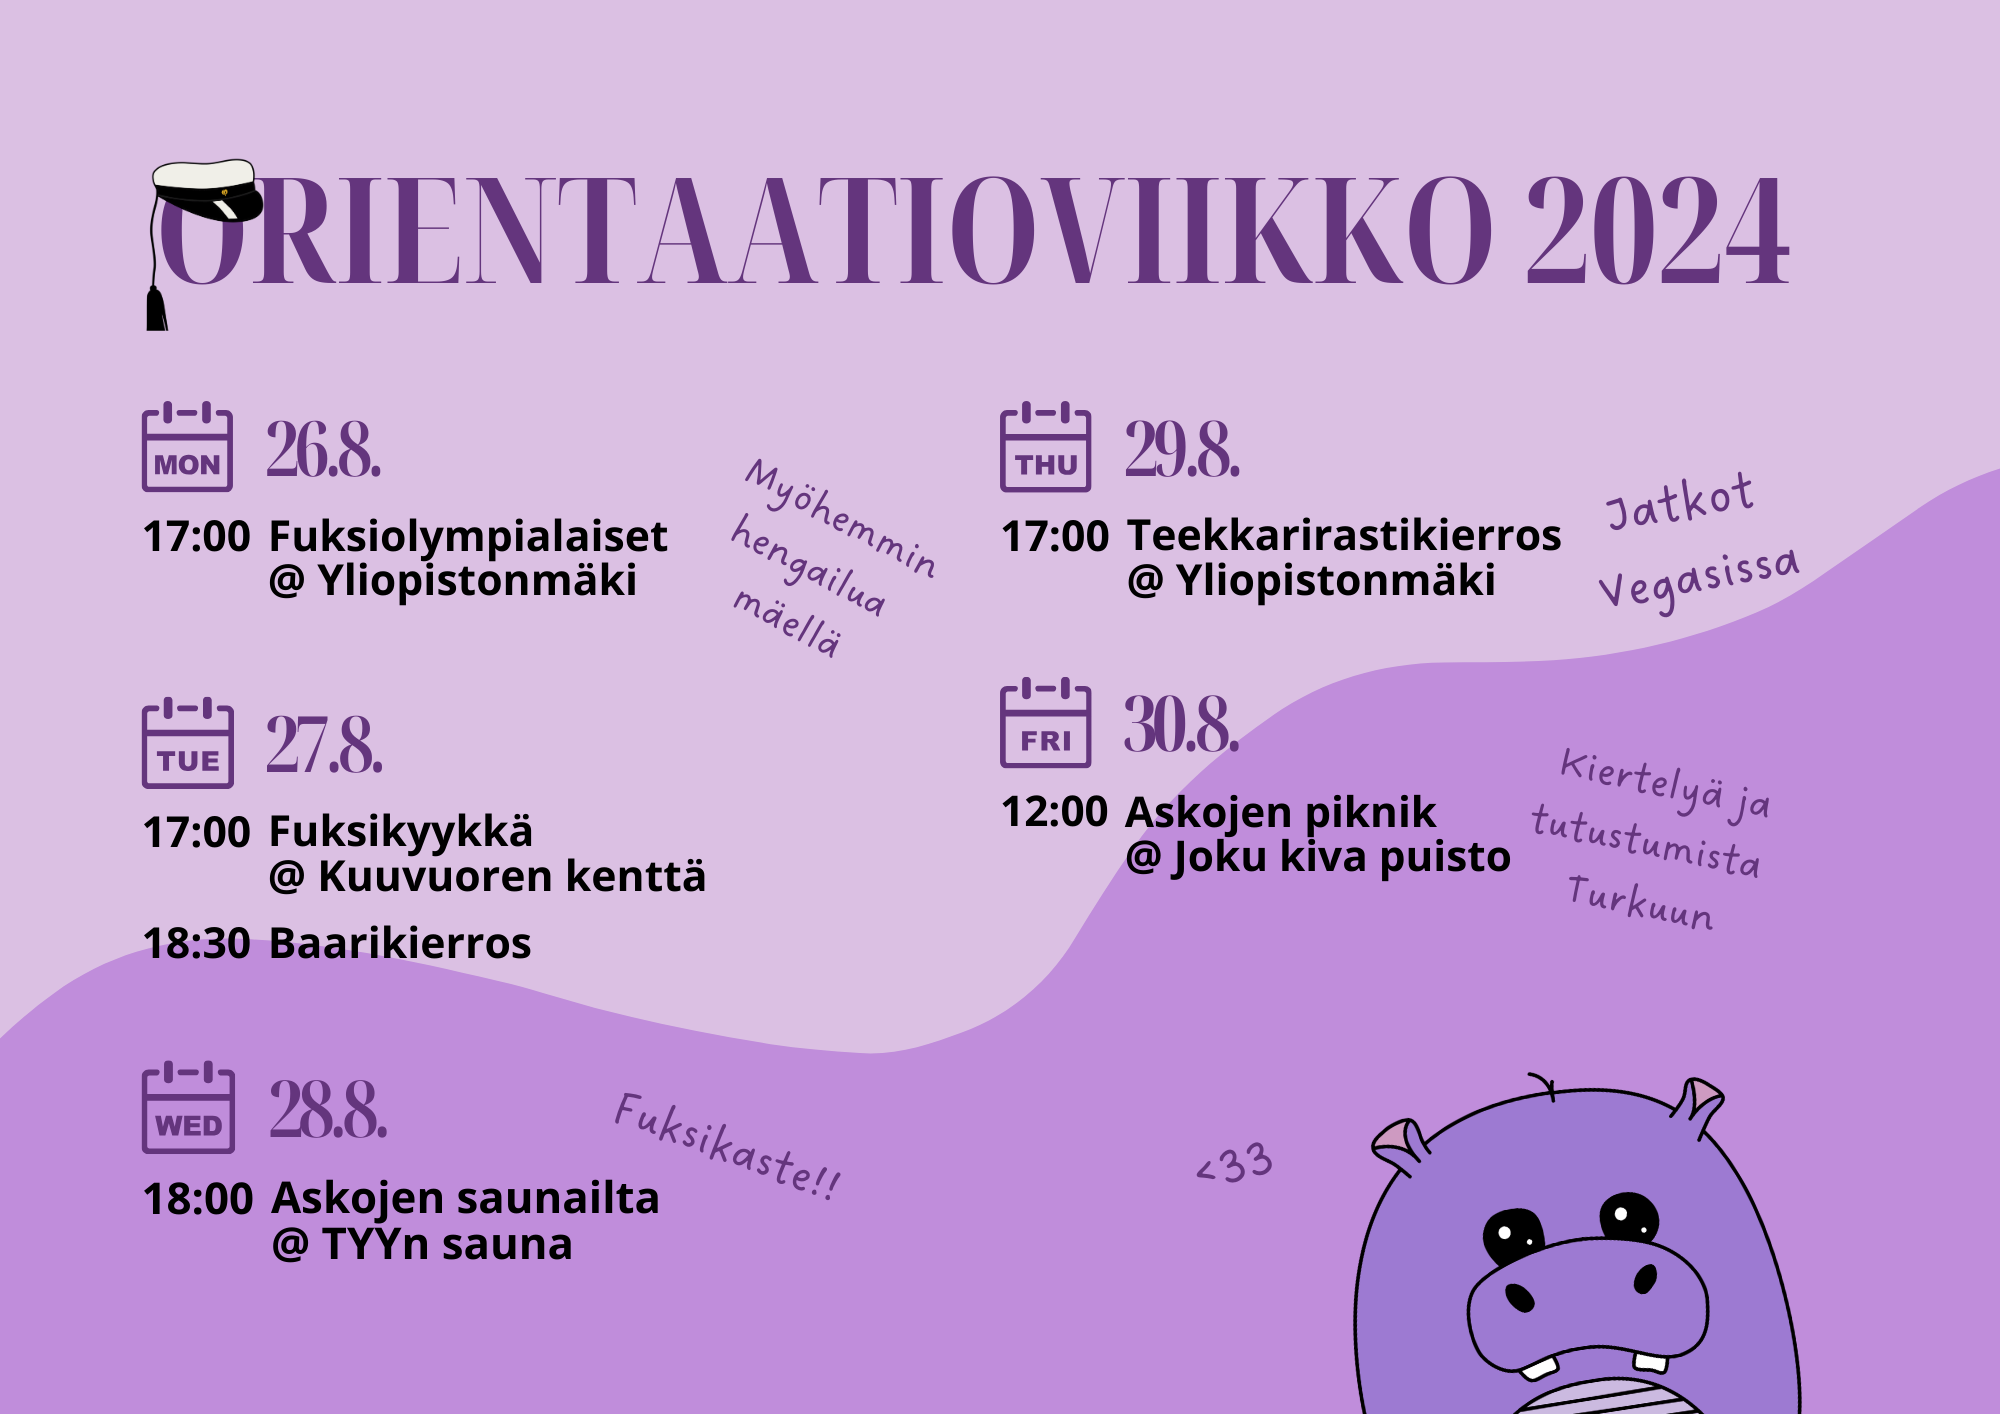 ORIENTAATIOVIIKKO 2024
MON
26.8.
17:00 Fuksiolympialaiset
@ Yliopistonmäki
Myöhemmin
hengailua
mäellä
TUE
27.8.
17:00 Fuksikyykkä
@ Kuuvuoren kenttä
18:30 Baarikierros
WED
28.8.
Fuksikaste!!
18:00 Askojen saunailta
@ TYYn sauna
THU
29.8.
17:00 Teekkarirastikierros
@ Yliopistonmäki
Jatkot
Vegasissa
FRI
30.8.
12:00 Askojen piknik
@ Joku kiva puisto
Kiertelyä ja
tutustumista
Turkuun
<33